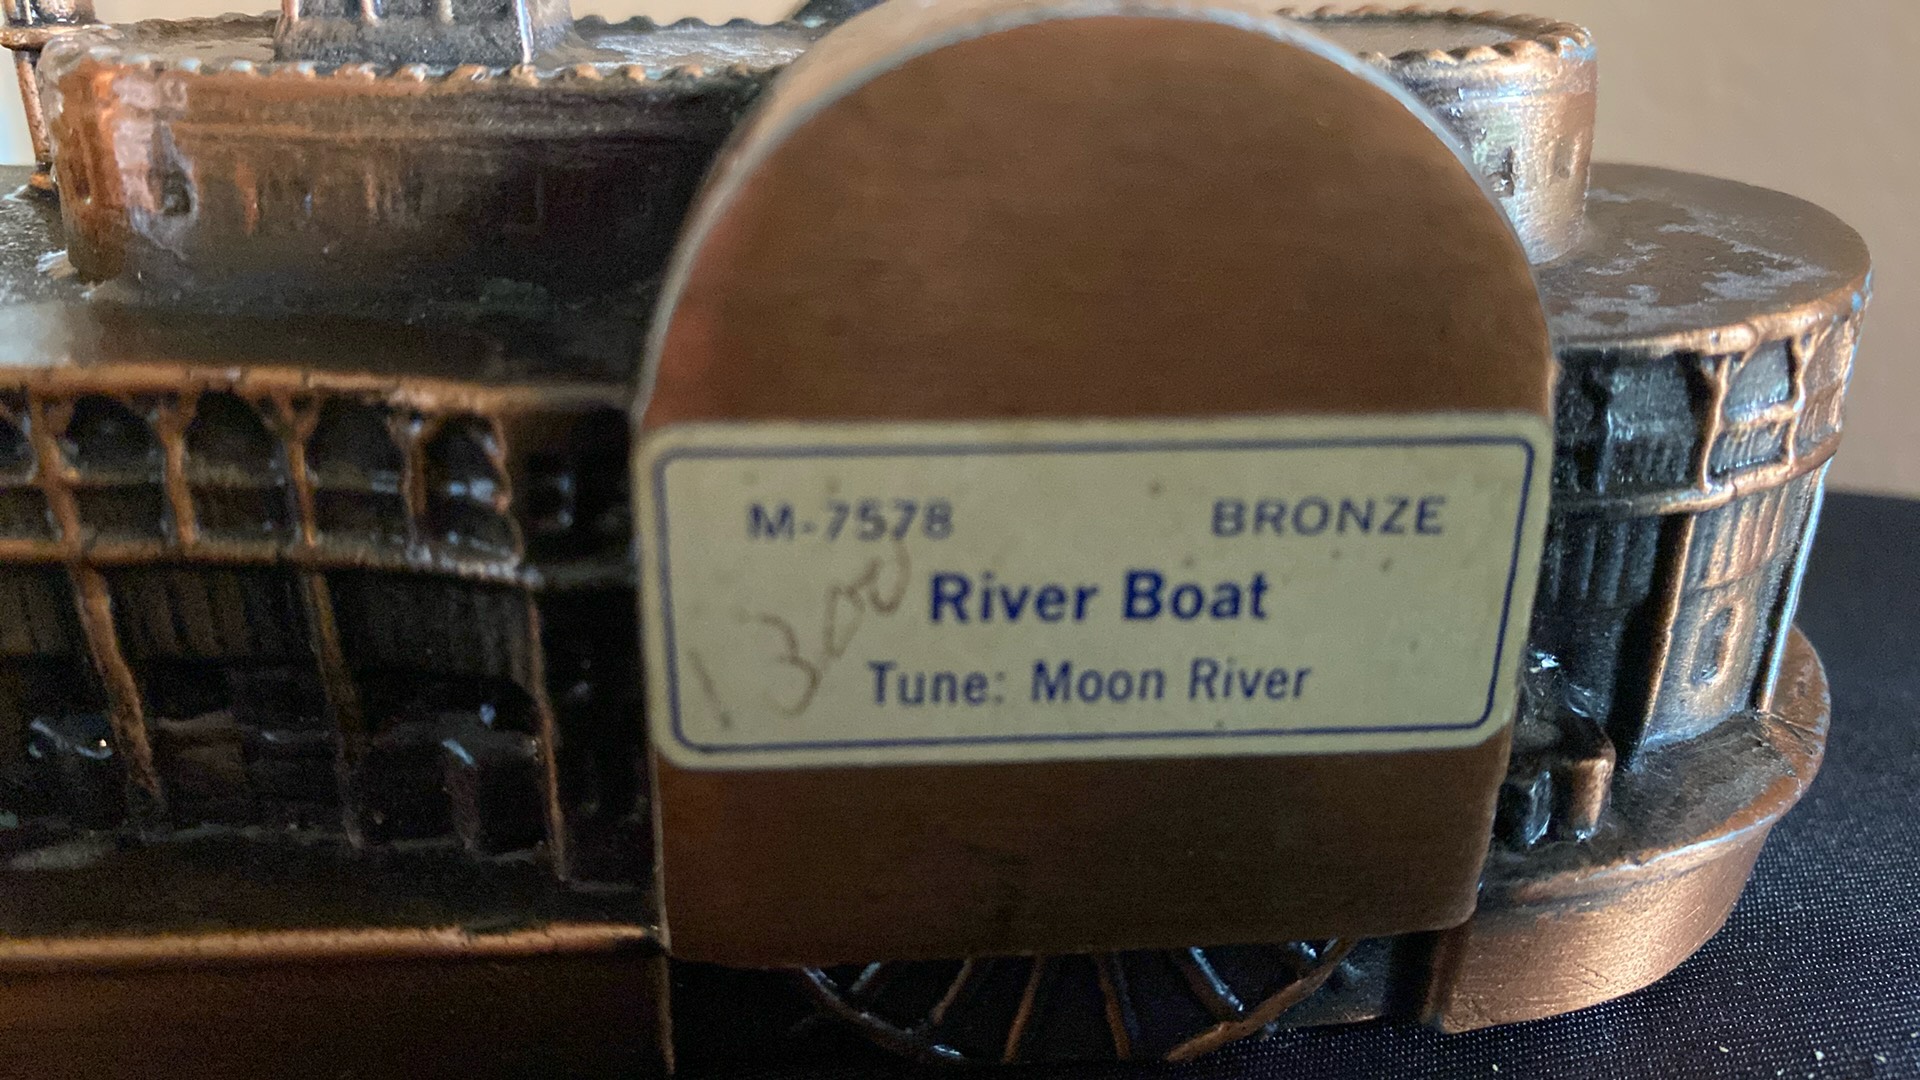 M-7578 BRONZE
River Boat
1300
Tune: Moon River